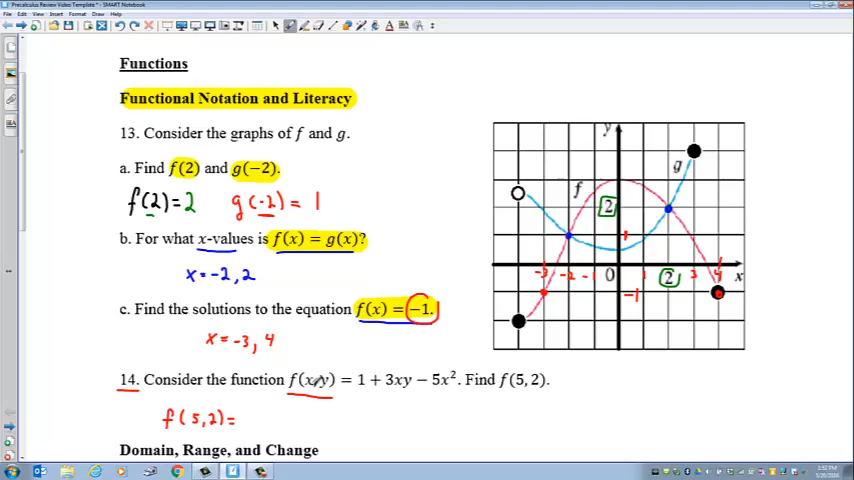 Precalculus Review Video Template * - SMART Notebook
File Edit View Insert Format Draw Help
Functions
Functional Notation and Literacy
13. Consider the graphs of f and g.
a. Find f(2) and g(−2).
f(2)=2 g(-2)= 1
b. For what x-values is f(x) = g(x)?
x=-2, 2
c. Find the solutions to the equation f(x) = −1.
x= -3, 4
y
g
f
2
1
-3 -2 -1 0 1 2 3 4 x
-1
14. Consider the function f(x,y) = 1 + 3xy − 5x². Find f(5, 2).
f(5,2)=
Domain, Range, and Change